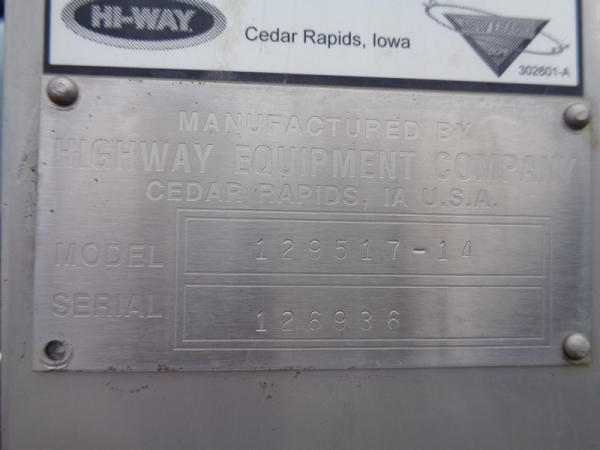 HI-WAY
Cedar Rapids, Iowa
302601-A
MANUFACTURED BY
HIGHWAY EQUIPMENT COMPANY
CEDAR RAPIDS, IA U.S.A.
MODEL 129517-14
SERIAL 126936